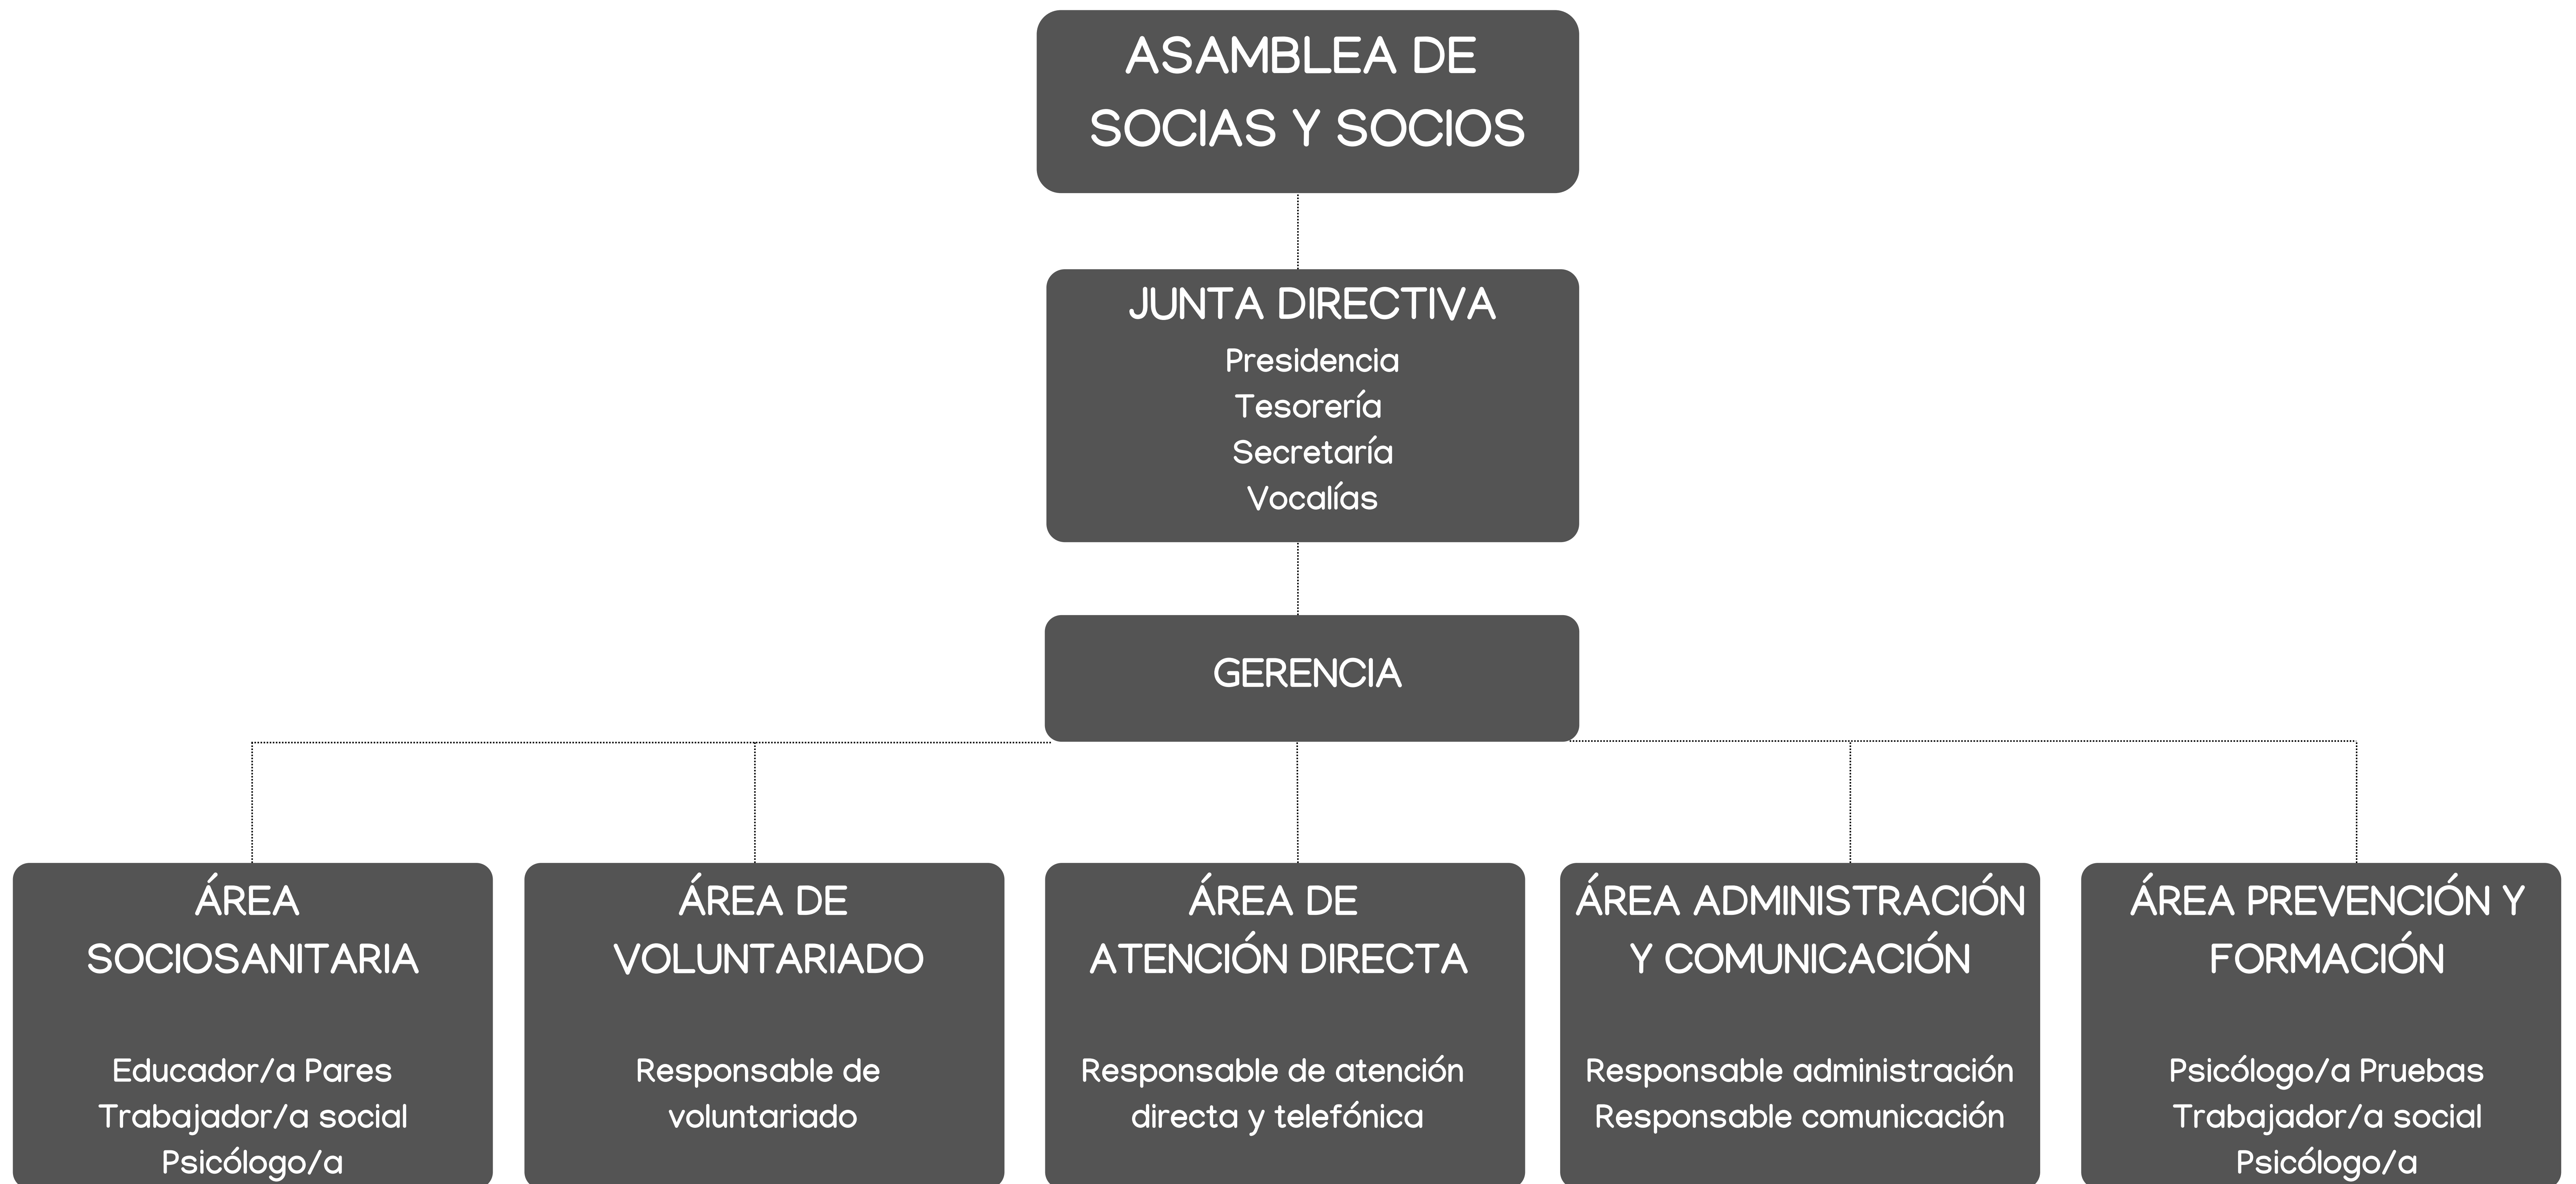 ASAMBLEA DE
SOCIAS Y SOCIOS
JUNTA DIRECTIVA
Presidencia
Tesorería
Secretaría
Vocalías
GERENCIA
ÁREA
SOCIOSANITARIA
Educador/a Pares
Trabajador/a social
Psicólogo/a
ÁREA DE
VOLUNTARIADO
Responsable de
voluntariado
ÁREA DE
ATENCIÓN DIRECTA
Responsable de atención
directa y telefónica
ÁREA ADMINISTRACIÓN
Y COMUNICACIÓN
Responsable administración
Responsable comunicación
ÁREA PREVENCIÓN Y
FORMACIÓN
Psicólogo/a Pruebas
Trabajador/a social
Psicólogo/a